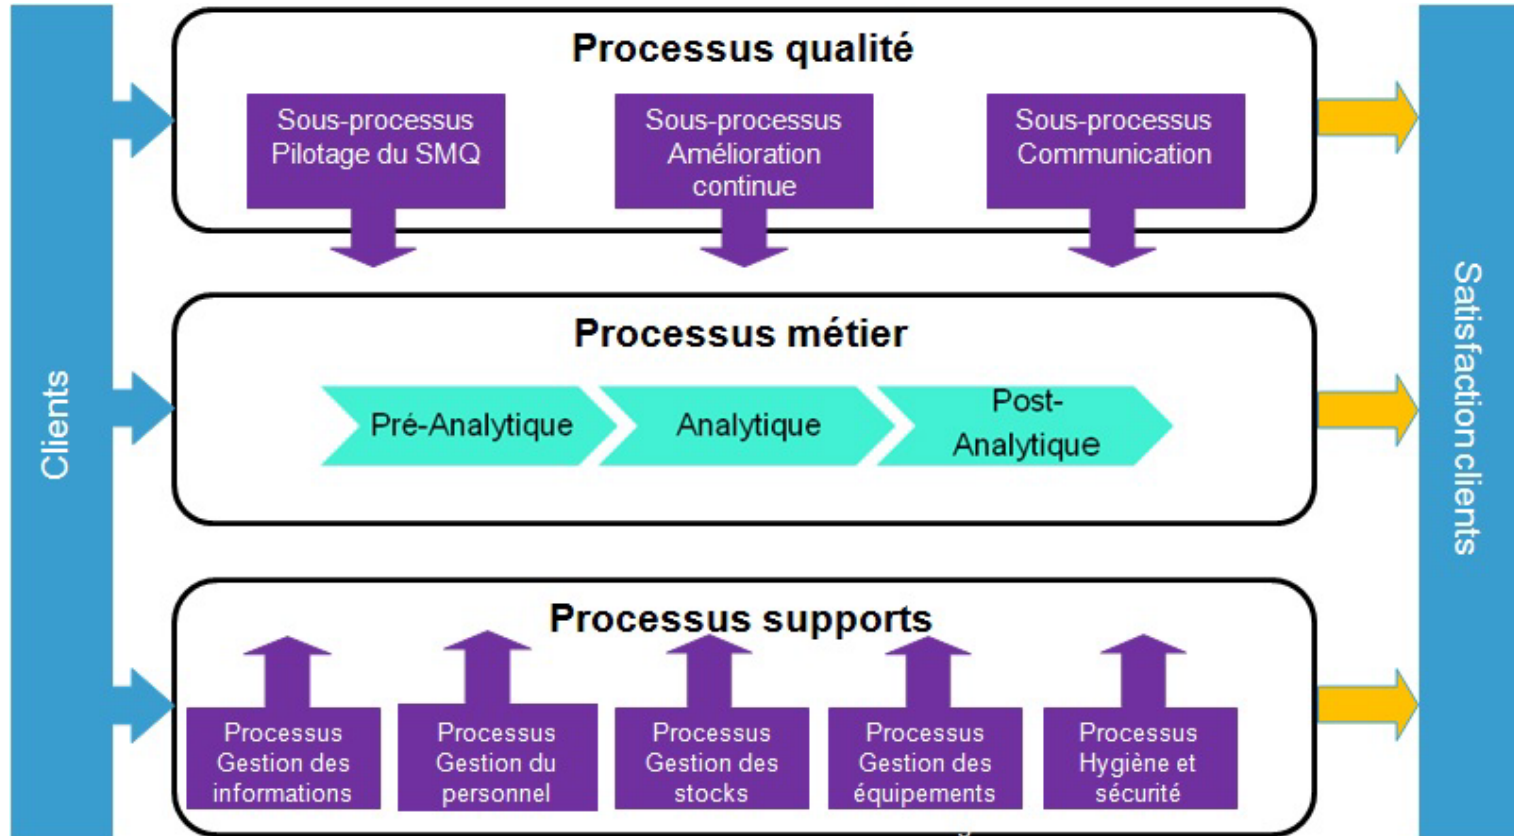 Processus qualité
Sous-processus
Pilotage du SMQ
Sous-processus
Amélioration
continue
Sous-processus
Communication
Clients
Processus métier
Pré-Analytique
Analytique
Post-
Analytique
Satisfaction clients
Processus supports
Processus
Gestion des
informations
Processus
Gestion du
personnel
Processus
Gestion des
stocks
Processus
Gestion des
équipements
Processus
Hygiène et
sécurité